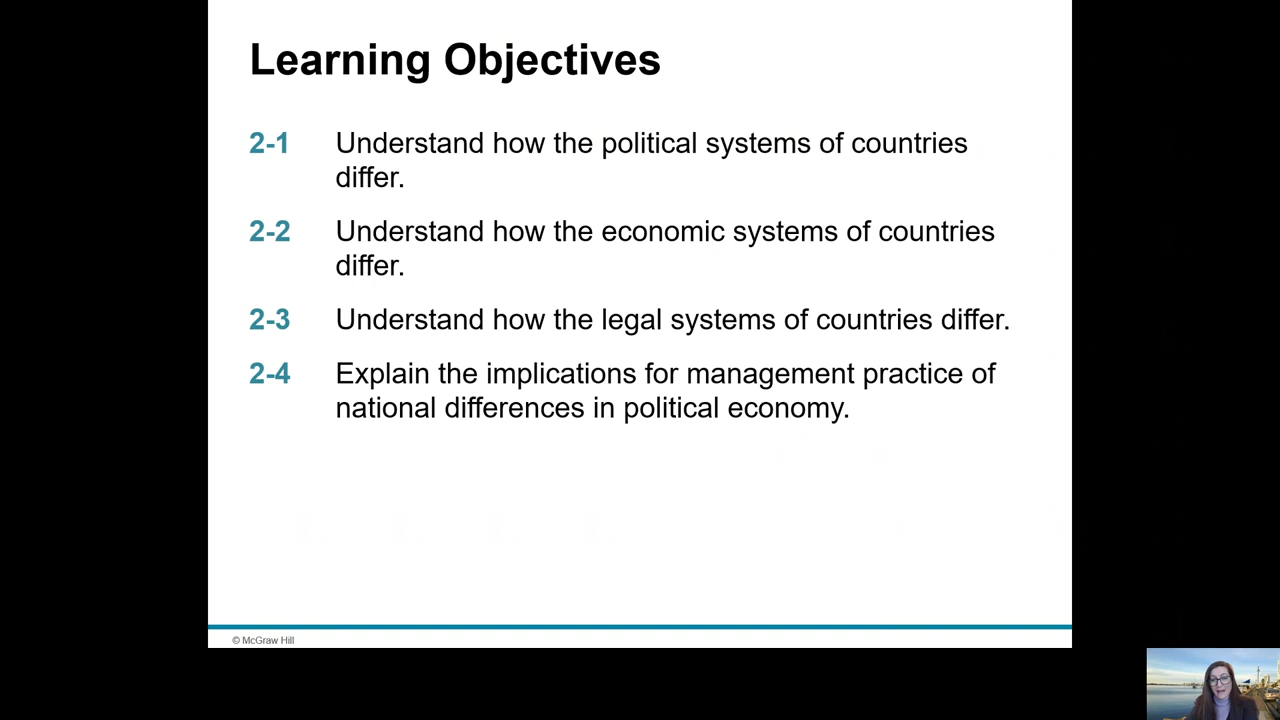 Learning Objectives
2-1 Understand how the political systems of countries
differ.
2-2 Understand how the economic systems of countries
differ.
2-3 Understand how the legal systems of countries differ.
2-4 Explain the implications for management practice of
national differences in political economy.
© McGraw Hill